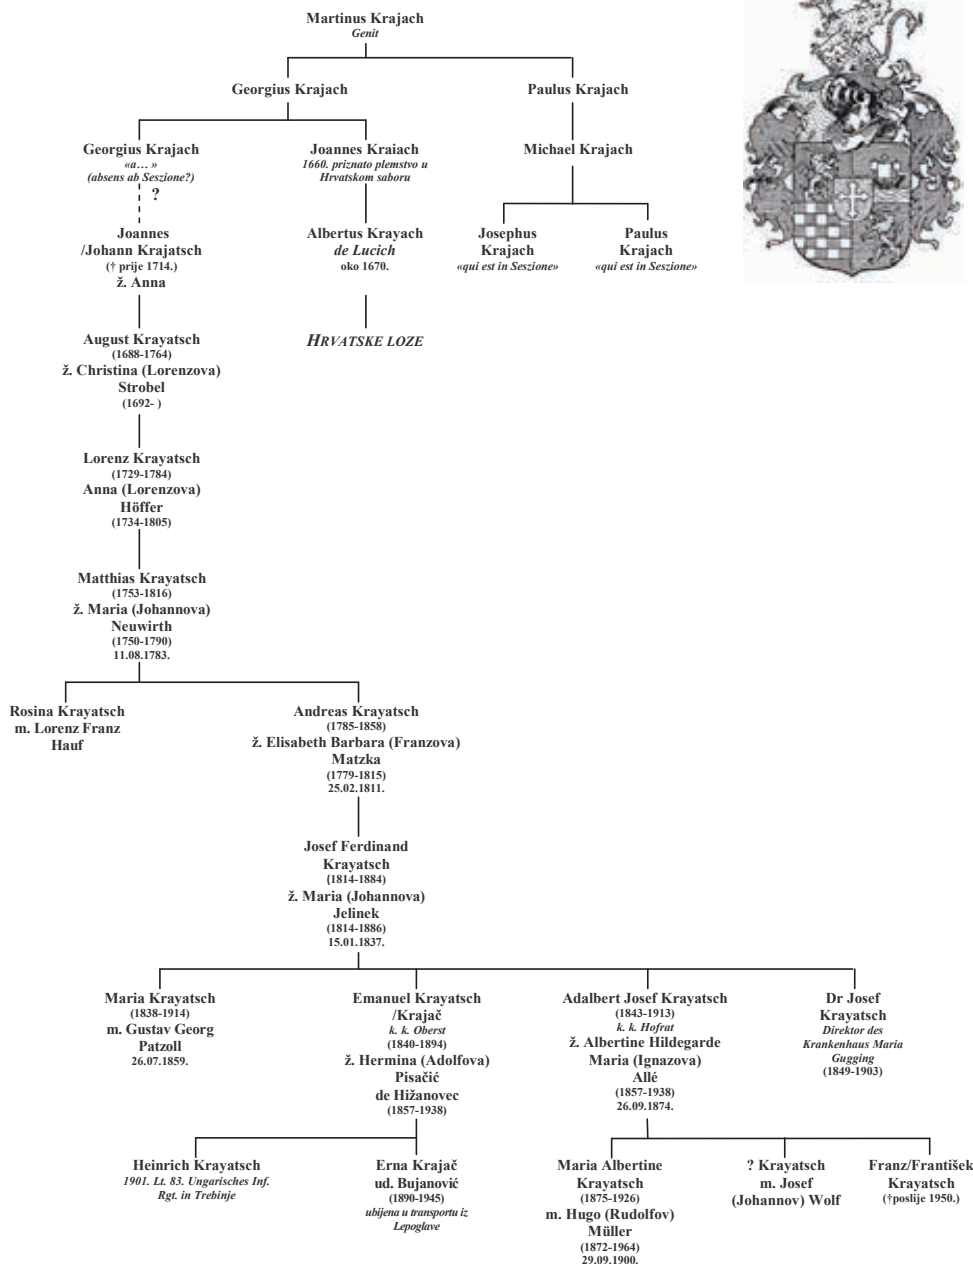 Martinus Krajach
Genit
Georgius Krajach
Paulus Krajach
Georgius Krajach
«a… »
(absens ab Seszione?)
?
Joannes Kraiach
1660. priznato plemstvo u
Hrvatskom saboru
Michael Krajach
Joannes
/Johann Krajatsch
(† prije 1714.)
ž. Anna
Albertus Krayach
de Lucich
oko 1670.
Josephus
Krajach
«qui est in Seszione»
Paulus
Krajach
«qui est in Seszione»
August Krayatsch
(1688-1764)
ž. Christina (Lorenzova)
Strobel
(1692- )
HRVATSKE LOZE
Lorenz Krayatsch
(1729-1784)
Anna (Lorenzova)
Höffer
(1734-1805)
Matthias Krayatsch
(1753-1816)
ž. Maria (Johannova)
Neuwirth
(1750-1790)
11.08.1783.
Rosina Krayatsch
m. Lorenz Franz
Hauf
Andreas Krayatsch
(1785-1858)
ž. Elisabeth Barbara (Franzova)
Matzka
(1779-1815)
25.02.1811.
Josef Ferdinand
Krayatsch
(1814-1884)
ž. Maria (Johannova)
Jelinek
(1814-1886)
15.01.1837.
Maria Krayatsch
(1838-1914)
m. Gustav Georg
Patzoll
26.07.1859.
Emanuel Krayatsch
/Krajač
k. k. Oberst
(1840-1894)
ž. Hermina (Adolfova)
Pisačić
de Hižanovec
(1857-1938)
Adalbert Josef Krayatsch
(1843-1913)
k. k. Hofrat
ž. Albertine Hildegarde
Maria (Ignazova)
Allé
(1857-1938)
26.09.1874.
Dr Josef
Krayatsch
Direktor des
Krankenhaus Maria
Gugging
(1849-1903)
Heinrich Krayatsch
1901. Lt. 83. Ungarisches Inf.
Rgt. in Trebinje
Erna Krajač
ud. Bujanović
(1890-1945)
ubijena u transportu iz
Lepoglave
Maria Albertine
Krayatsch
(1875-1926)
m. Hugo (Rudolfov)
Müller
(1872-1964)
29.09.1900.
? Krayatsch
m. Josef
(Johannov) Wolf
Franz/František
Krayatsch
(†poslije 1950.)